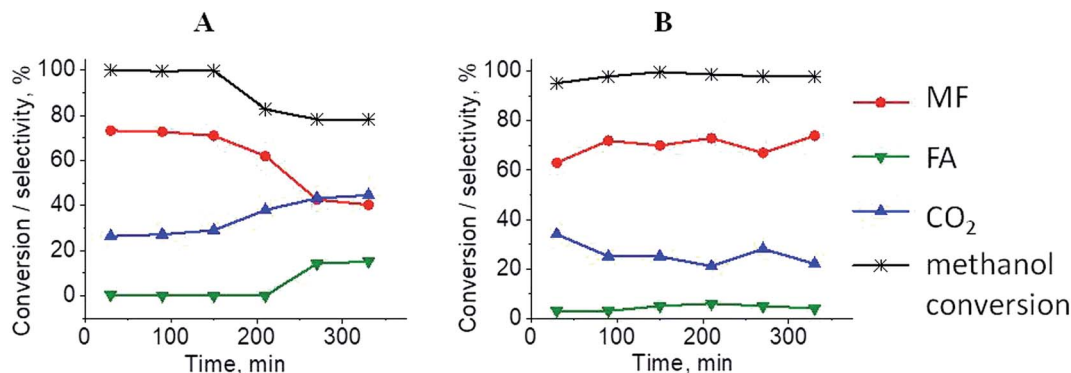 A
Conversion / selectivity, %
100
80
60
40
20
0
0 100 200 300
Time, min
B
Conversion / selectivity, %
100
80
60
40
20
0
0 100 200 300
Time, min
MF
FA
CO₂
methanol
conversion